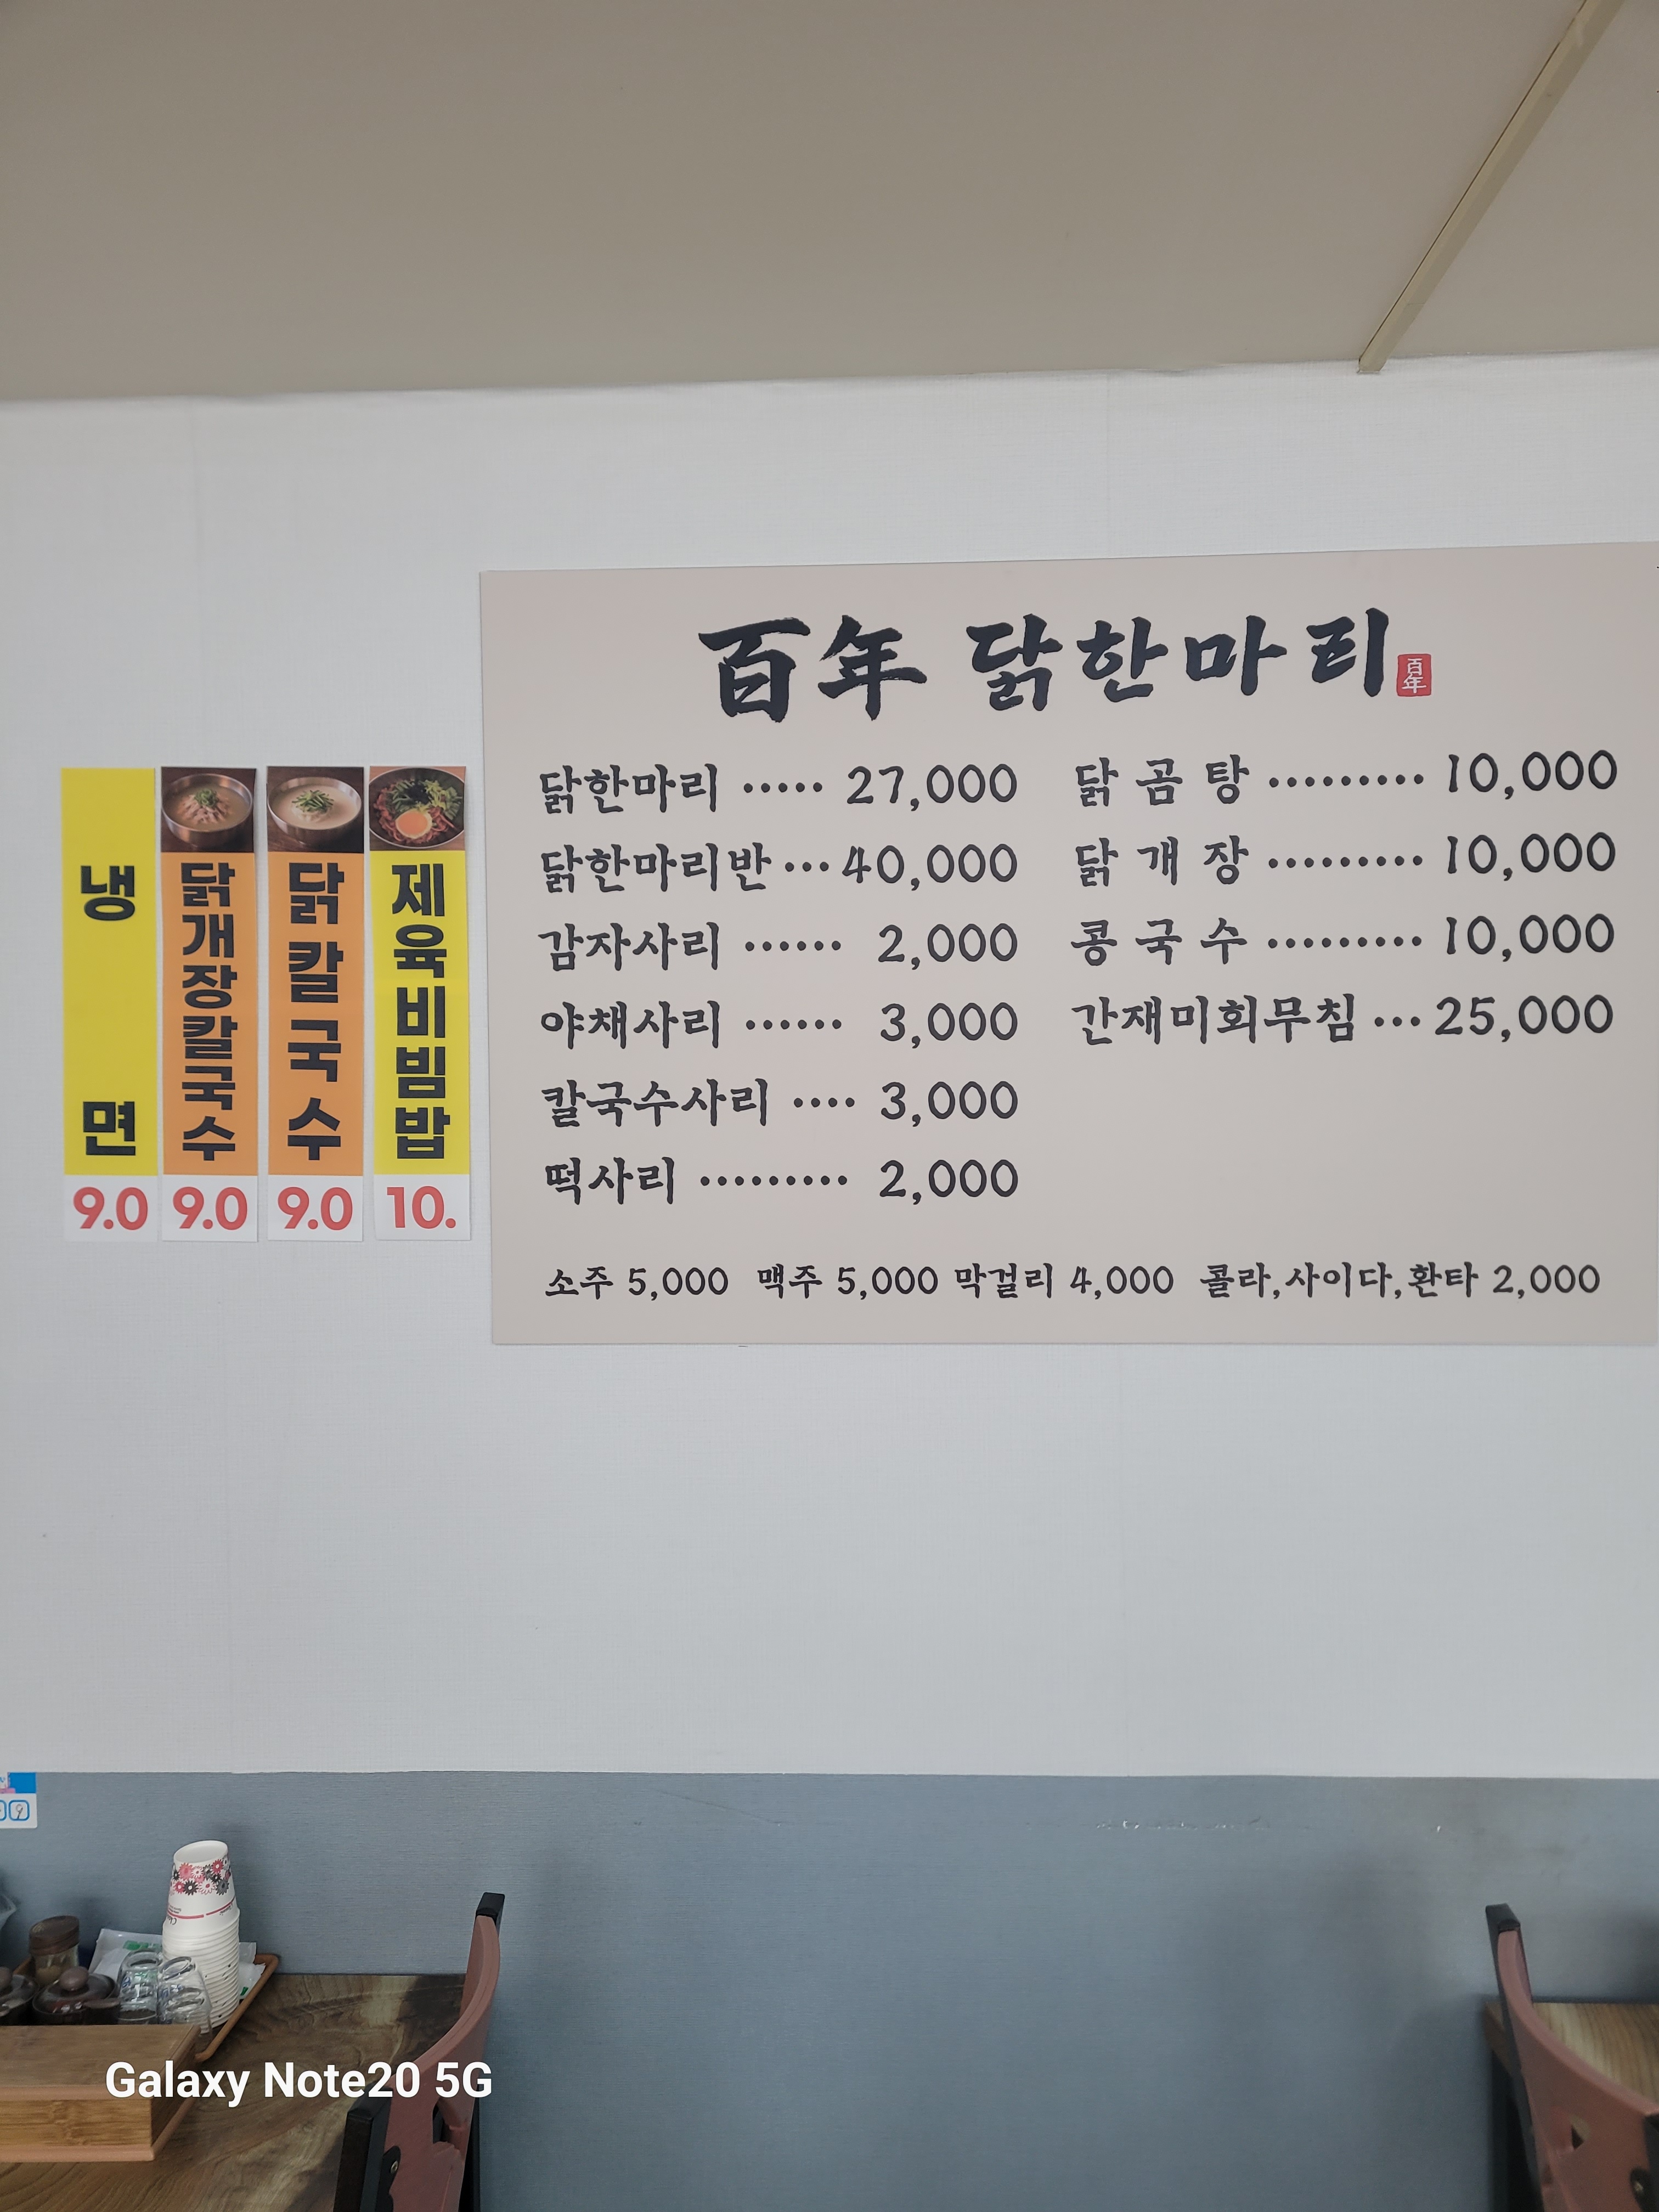 百年 닭한마리
百年
닭한마리 ····· 27,000
닭한마리반 ··· 40,000
감자사리 ······ 2,000
야채사리 ······ 3,000
칼국수사리 ···· 3,000
떡사리 ········· 2,000
닭 곰 탕 ········· 10,000
닭 개 장 ········· 10,000
콩 국 수 ········· 10,000
간재미회무침 ··· 25,000
소주 5,000 맥주 5,000 막걸리 4,000 콜라,사이다,환타 2,000
냉면
9.0
닭개장칼국수
9.0
닭칼국수
9.0
제육비빔밥
10.
Galaxy Note20 5G